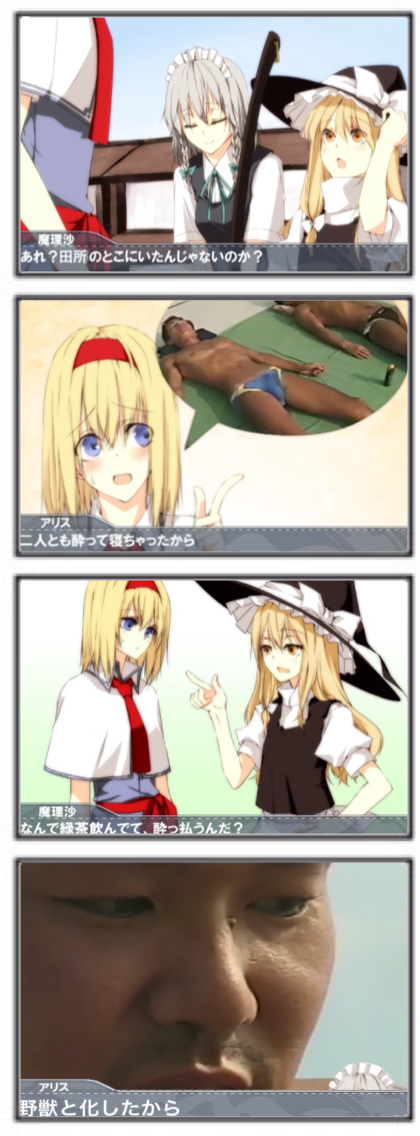 魔理沙
あれ？田所のとこにいたんじゃないのか？
アリス
二人とも酔って寝ちゃったから
魔理沙
なんで緑茶飲んでて、酔っ払うんだ？
アリス
野獣と化したから